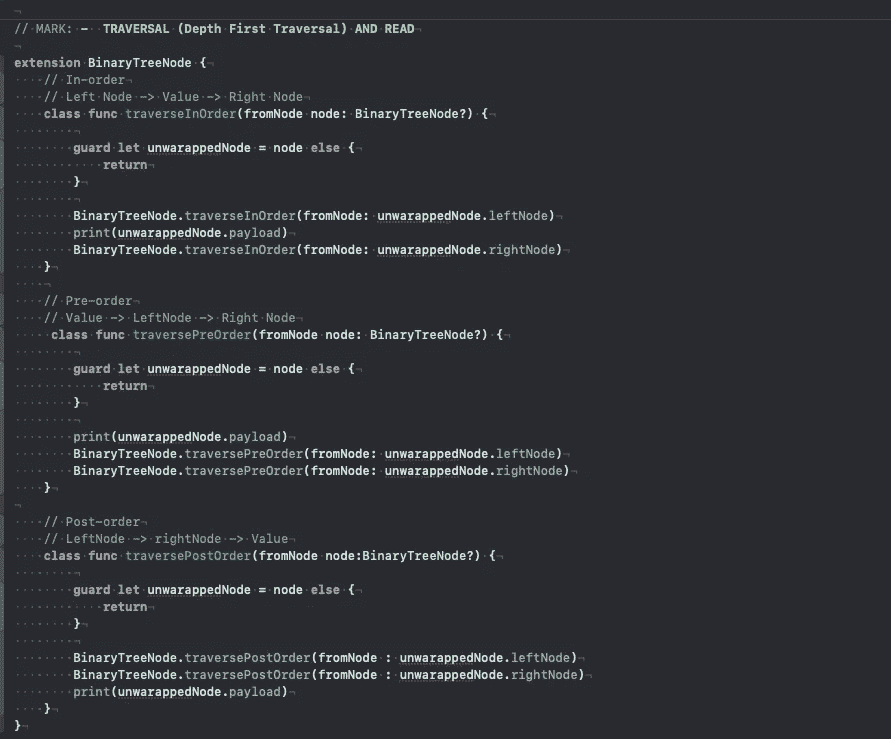 // MARK: - TRAVERSAL (Depth First Traversal) AND READ
extension BinaryTreeNode {
    // In-order
    // Left Node -> Value -> Right Node
    class func traverseInOrder(fromNode node: BinaryTreeNode?) {
        guard let unwarappedNode = node else {
            return
        }
        BinaryTreeNode.traverseInOrder(fromNode: unwarappedNode.leftNode)
        print(unwarappedNode.payload)
        BinaryTreeNode.traverseInOrder(fromNode: unwarappedNode.rightNode)
    }
    // Pre-order
    // Value -> LeftNode -> Right Node
     class func traversePreOrder(fromNode node: BinaryTreeNode?) {
        guard let unwarappedNode = node else {
            return
        }
        print(unwarappedNode.payload)
        BinaryTreeNode.traversePreOrder(fromNode: unwarappedNode.leftNode)
        BinaryTreeNode.traversePreOrder(fromNode: unwarappedNode.rightNode)
    }
    // Post-order
    // LeftNode -> rightNode -> Value
    class func traversePostOrder(fromNode node:BinaryTreeNode?) {
        guard let unwarappedNode = node else {
            return
        }
        BinaryTreeNode.traversePostOrder(fromNode : unwarappedNode.leftNode)
        BinaryTreeNode.traversePostOrder(fromNode : unwarappedNode.rightNode)
        print(unwarappedNode.payload)
    }
}